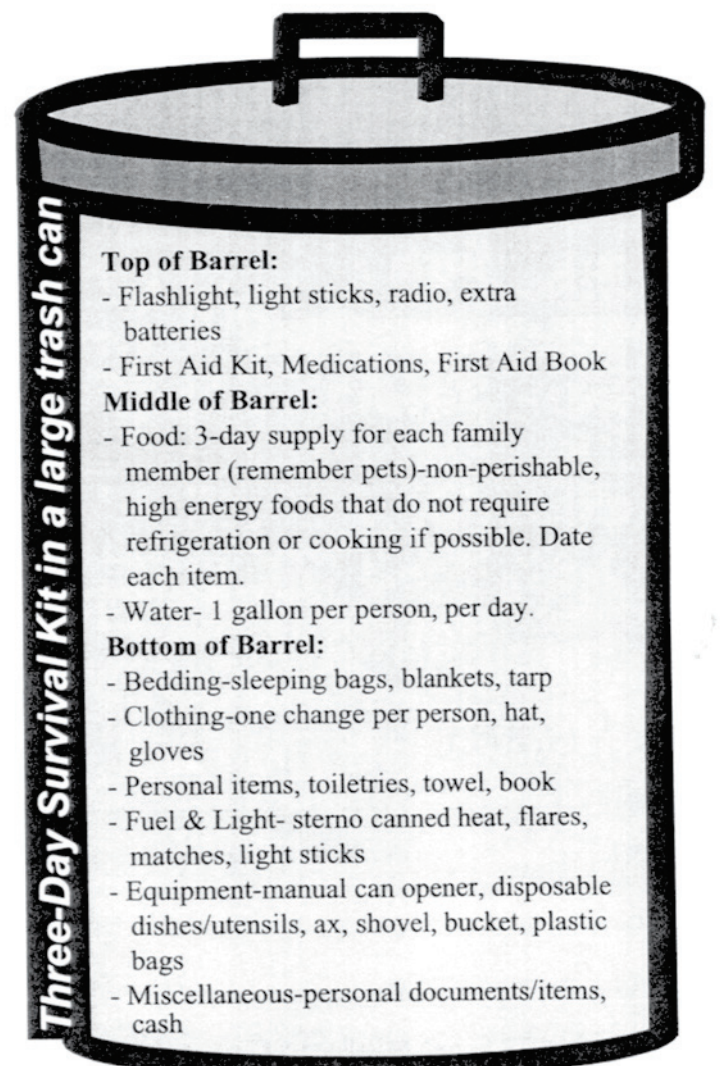 Three-Day Survival Kit in a large trash can
Top of Barrel:
- Flashlight, light sticks, radio, extra
batteries
- First Aid Kit, Medications, First Aid Book
Middle of Barrel:
- Food: 3-day supply for each family
member (remember pets)-non-perishable,
high energy foods that do not require
refrigeration or cooking if possible. Date
each item.
- Water- 1 gallon per person, per day.
Bottom of Barrel:
- Bedding-sleeping bags, blankets, tarp
- Clothing-one change per person, hat,
gloves
- Personal items, toiletries, towel, book
- Fuel & Light- sterno canned heat, flares,
matches, light sticks
- Equipment-manual can opener, disposable
dishes/utensils, ax, shovel, bucket, plastic
bags
- Miscellaneous-personal documents/items,
cash